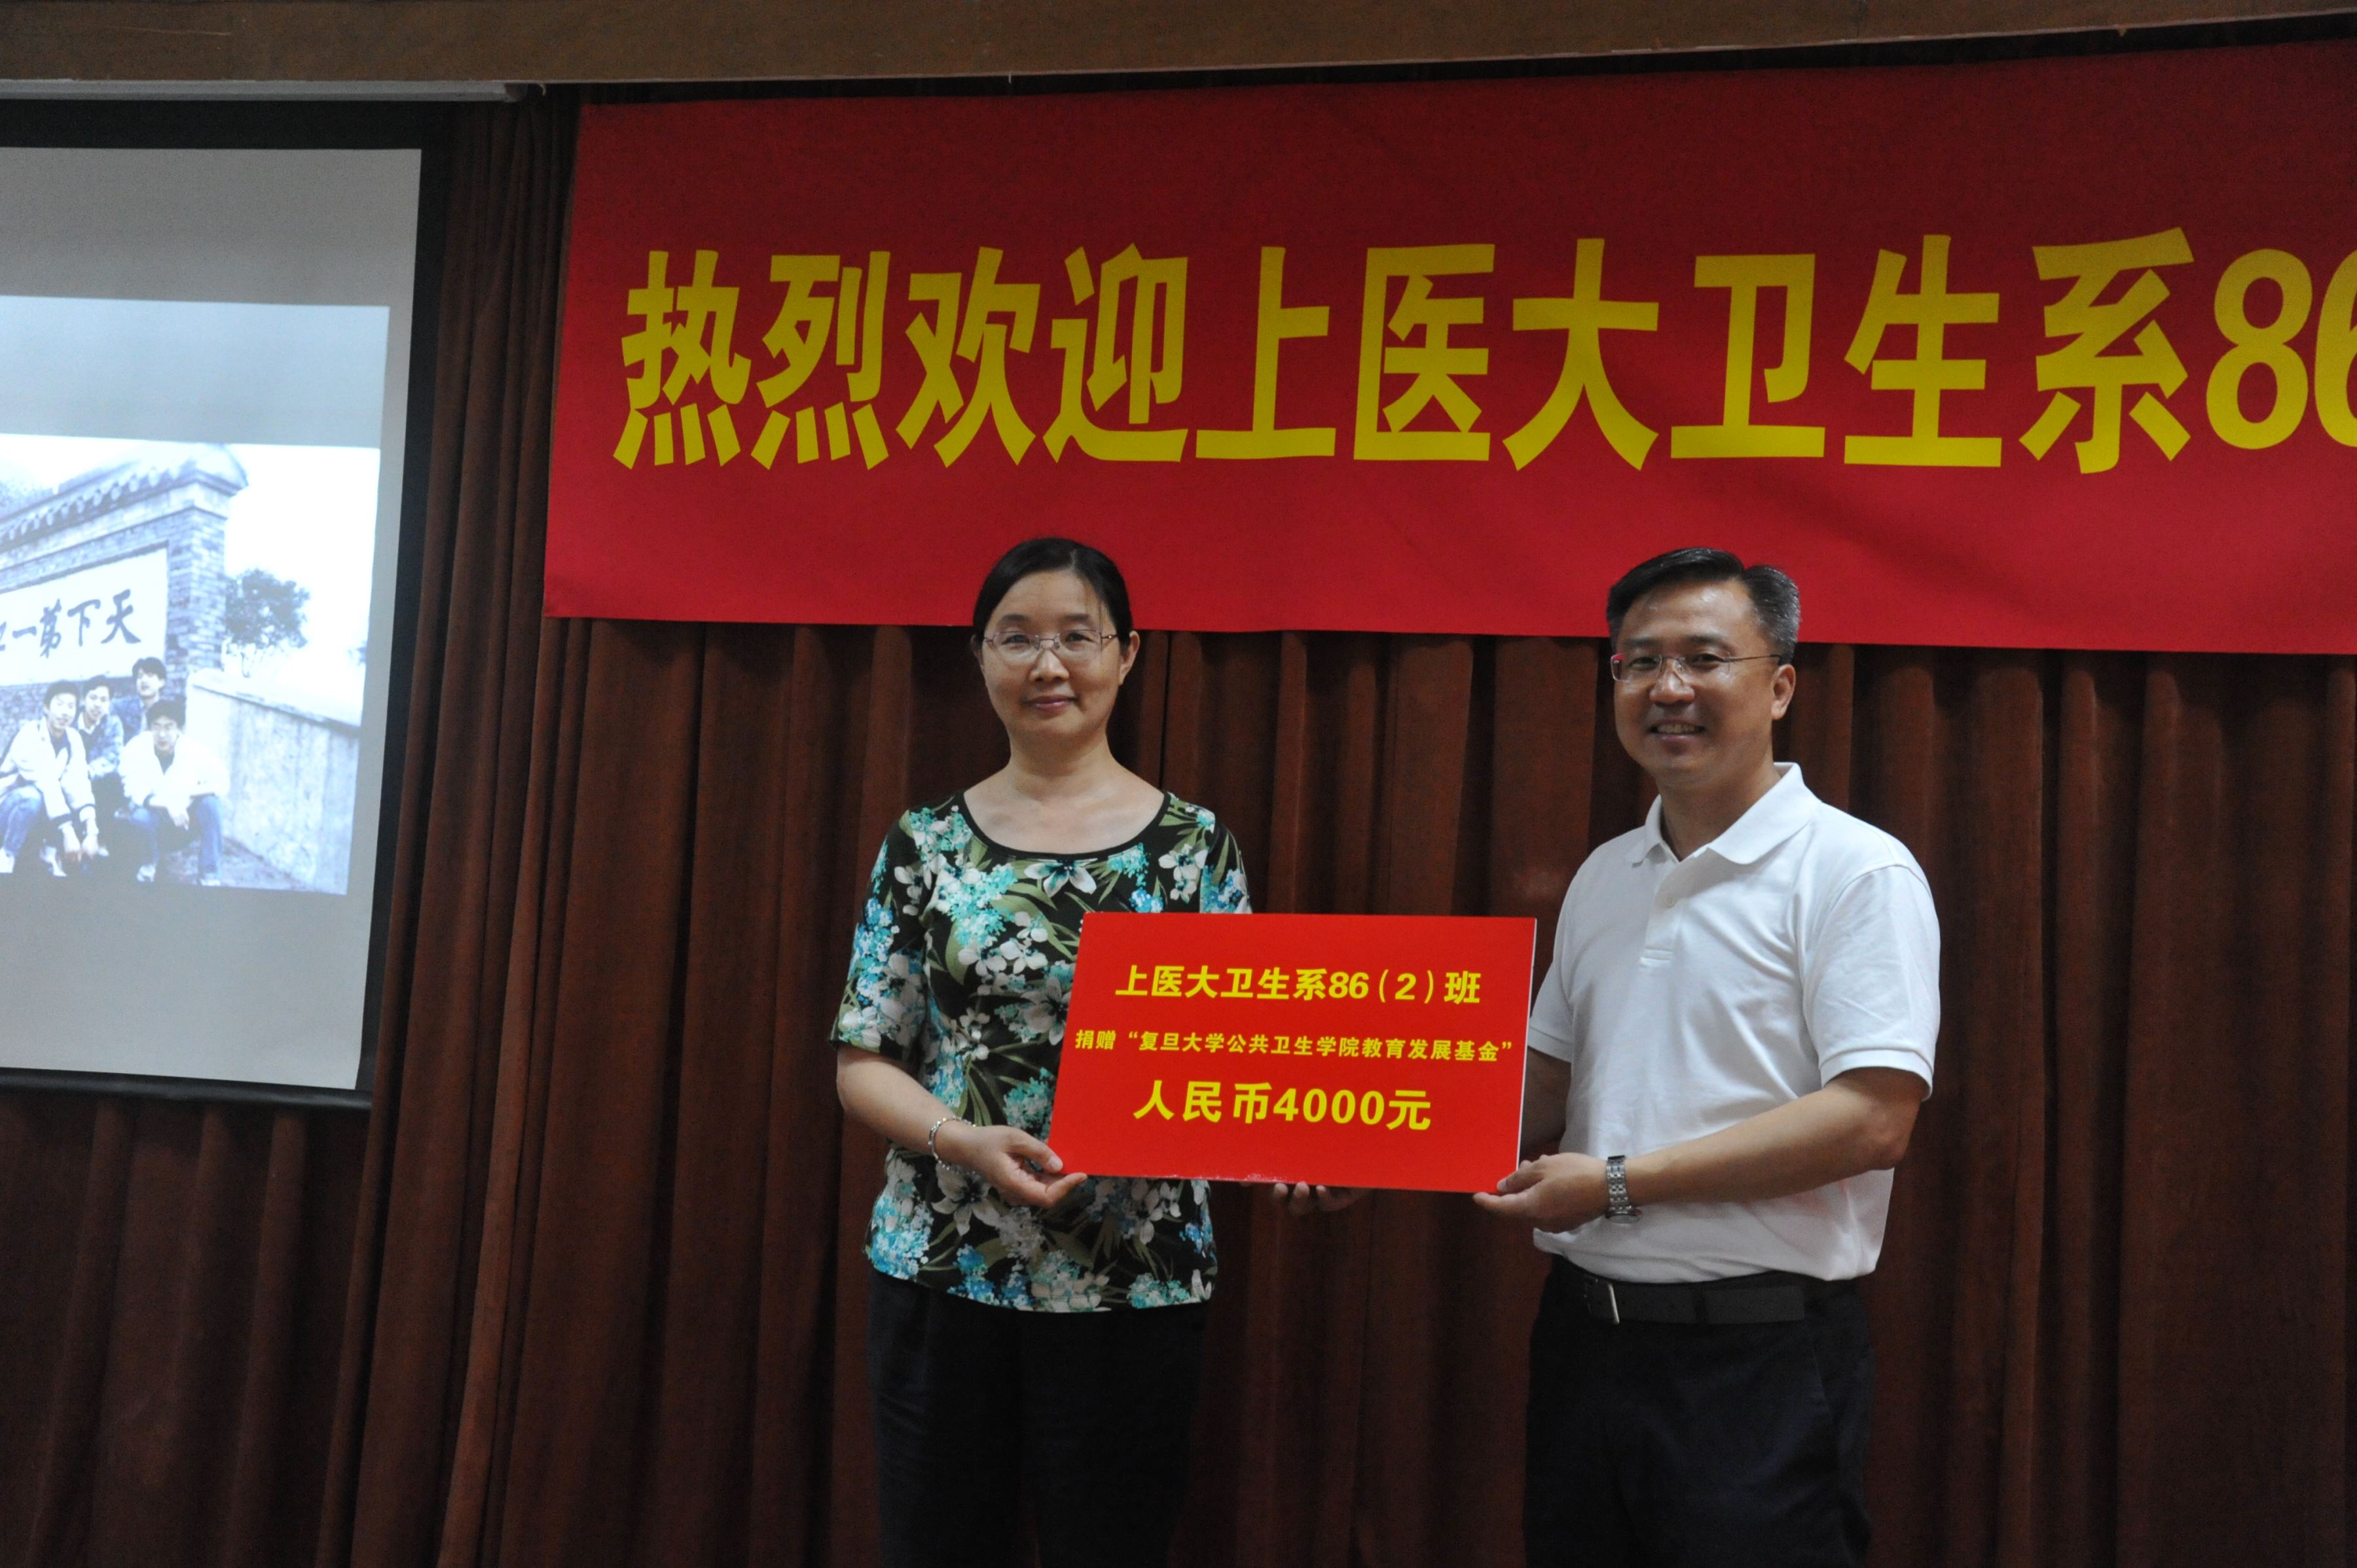 热烈欢迎上医大卫生系86
天下第一
上医大卫生系86(2)班
捐赠“复旦大学公共卫生学院教育发展基金”
人民币4000元